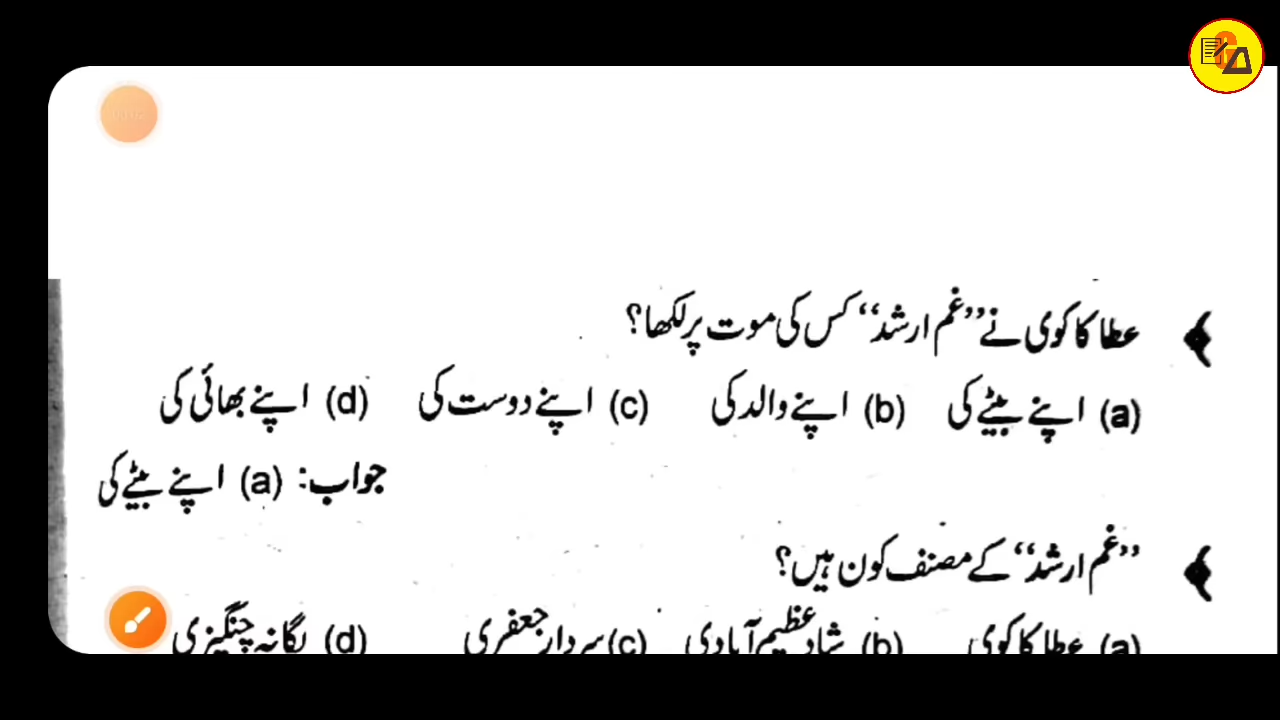 عطا کاکوی نے ”غم ارشد“ کس کی موت پر لکھا؟
(a) اپنے بیٹے کی (b) اپنے والد کی (c) اپنے دوست کی (d) اپنے بھائی کی
جواب: (a) اپنے بیٹے کی
”غم ارشد“ کے مصنف کون ہیں؟
(a) عطا کاکوی (b) شاد عظیم آبادی (c) سردار جعفری (d) یگانہ چنگیزی